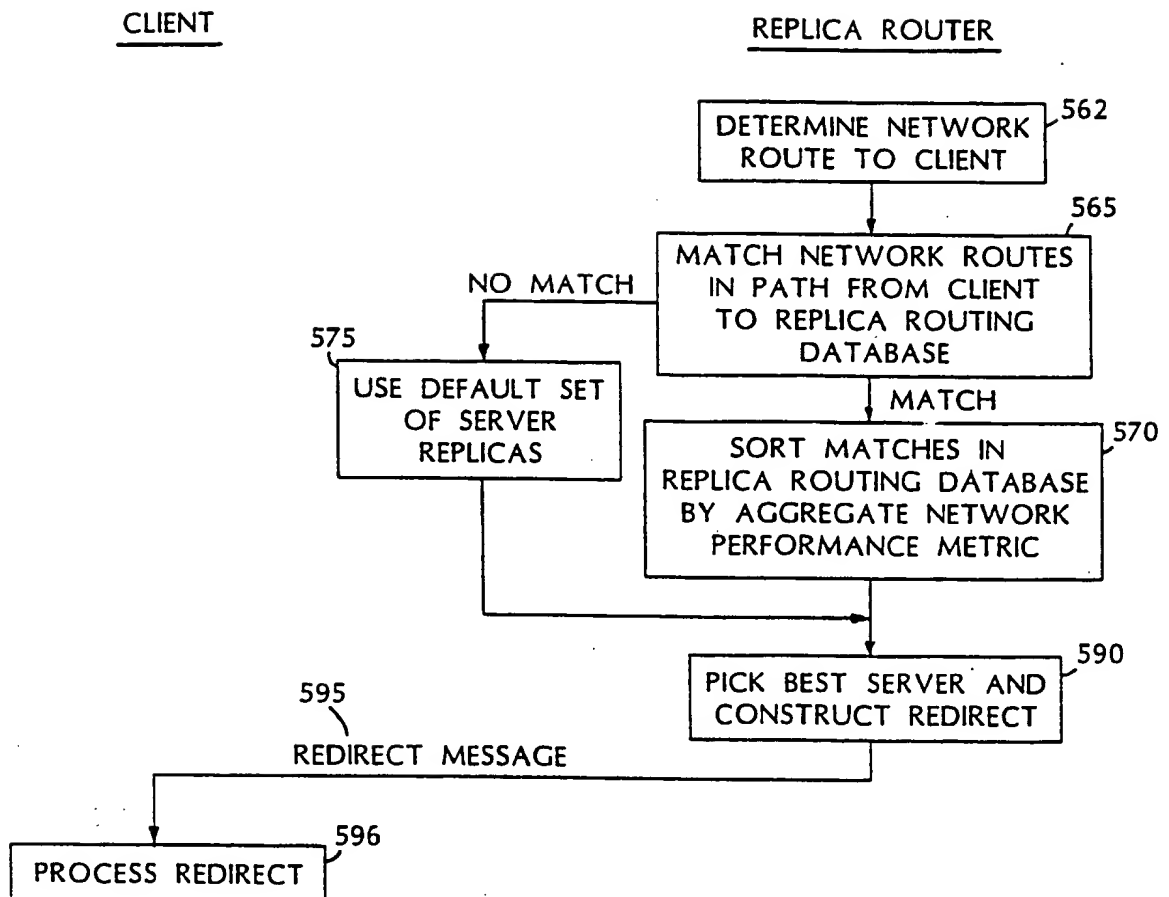 CLIENT
REPLICA ROUTER
562
DETERMINE NETWORK
ROUTE TO CLIENT
565
MATCH NETWORK ROUTES
IN PATH FROM CLIENT
TO REPLICA ROUTING
DATABASE
NO MATCH
575
USE DEFAULT SET
OF SERVER
REPLICAS
MATCH
570
SORT MATCHES IN
REPLICA ROUTING DATABASE
BY AGGREGATE NETWORK
PERFORMANCE METRIC
590
PICK BEST SERVER AND
CONSTRUCT REDIRECT
595
REDIRECT MESSAGE
596
PROCESS REDIRECT